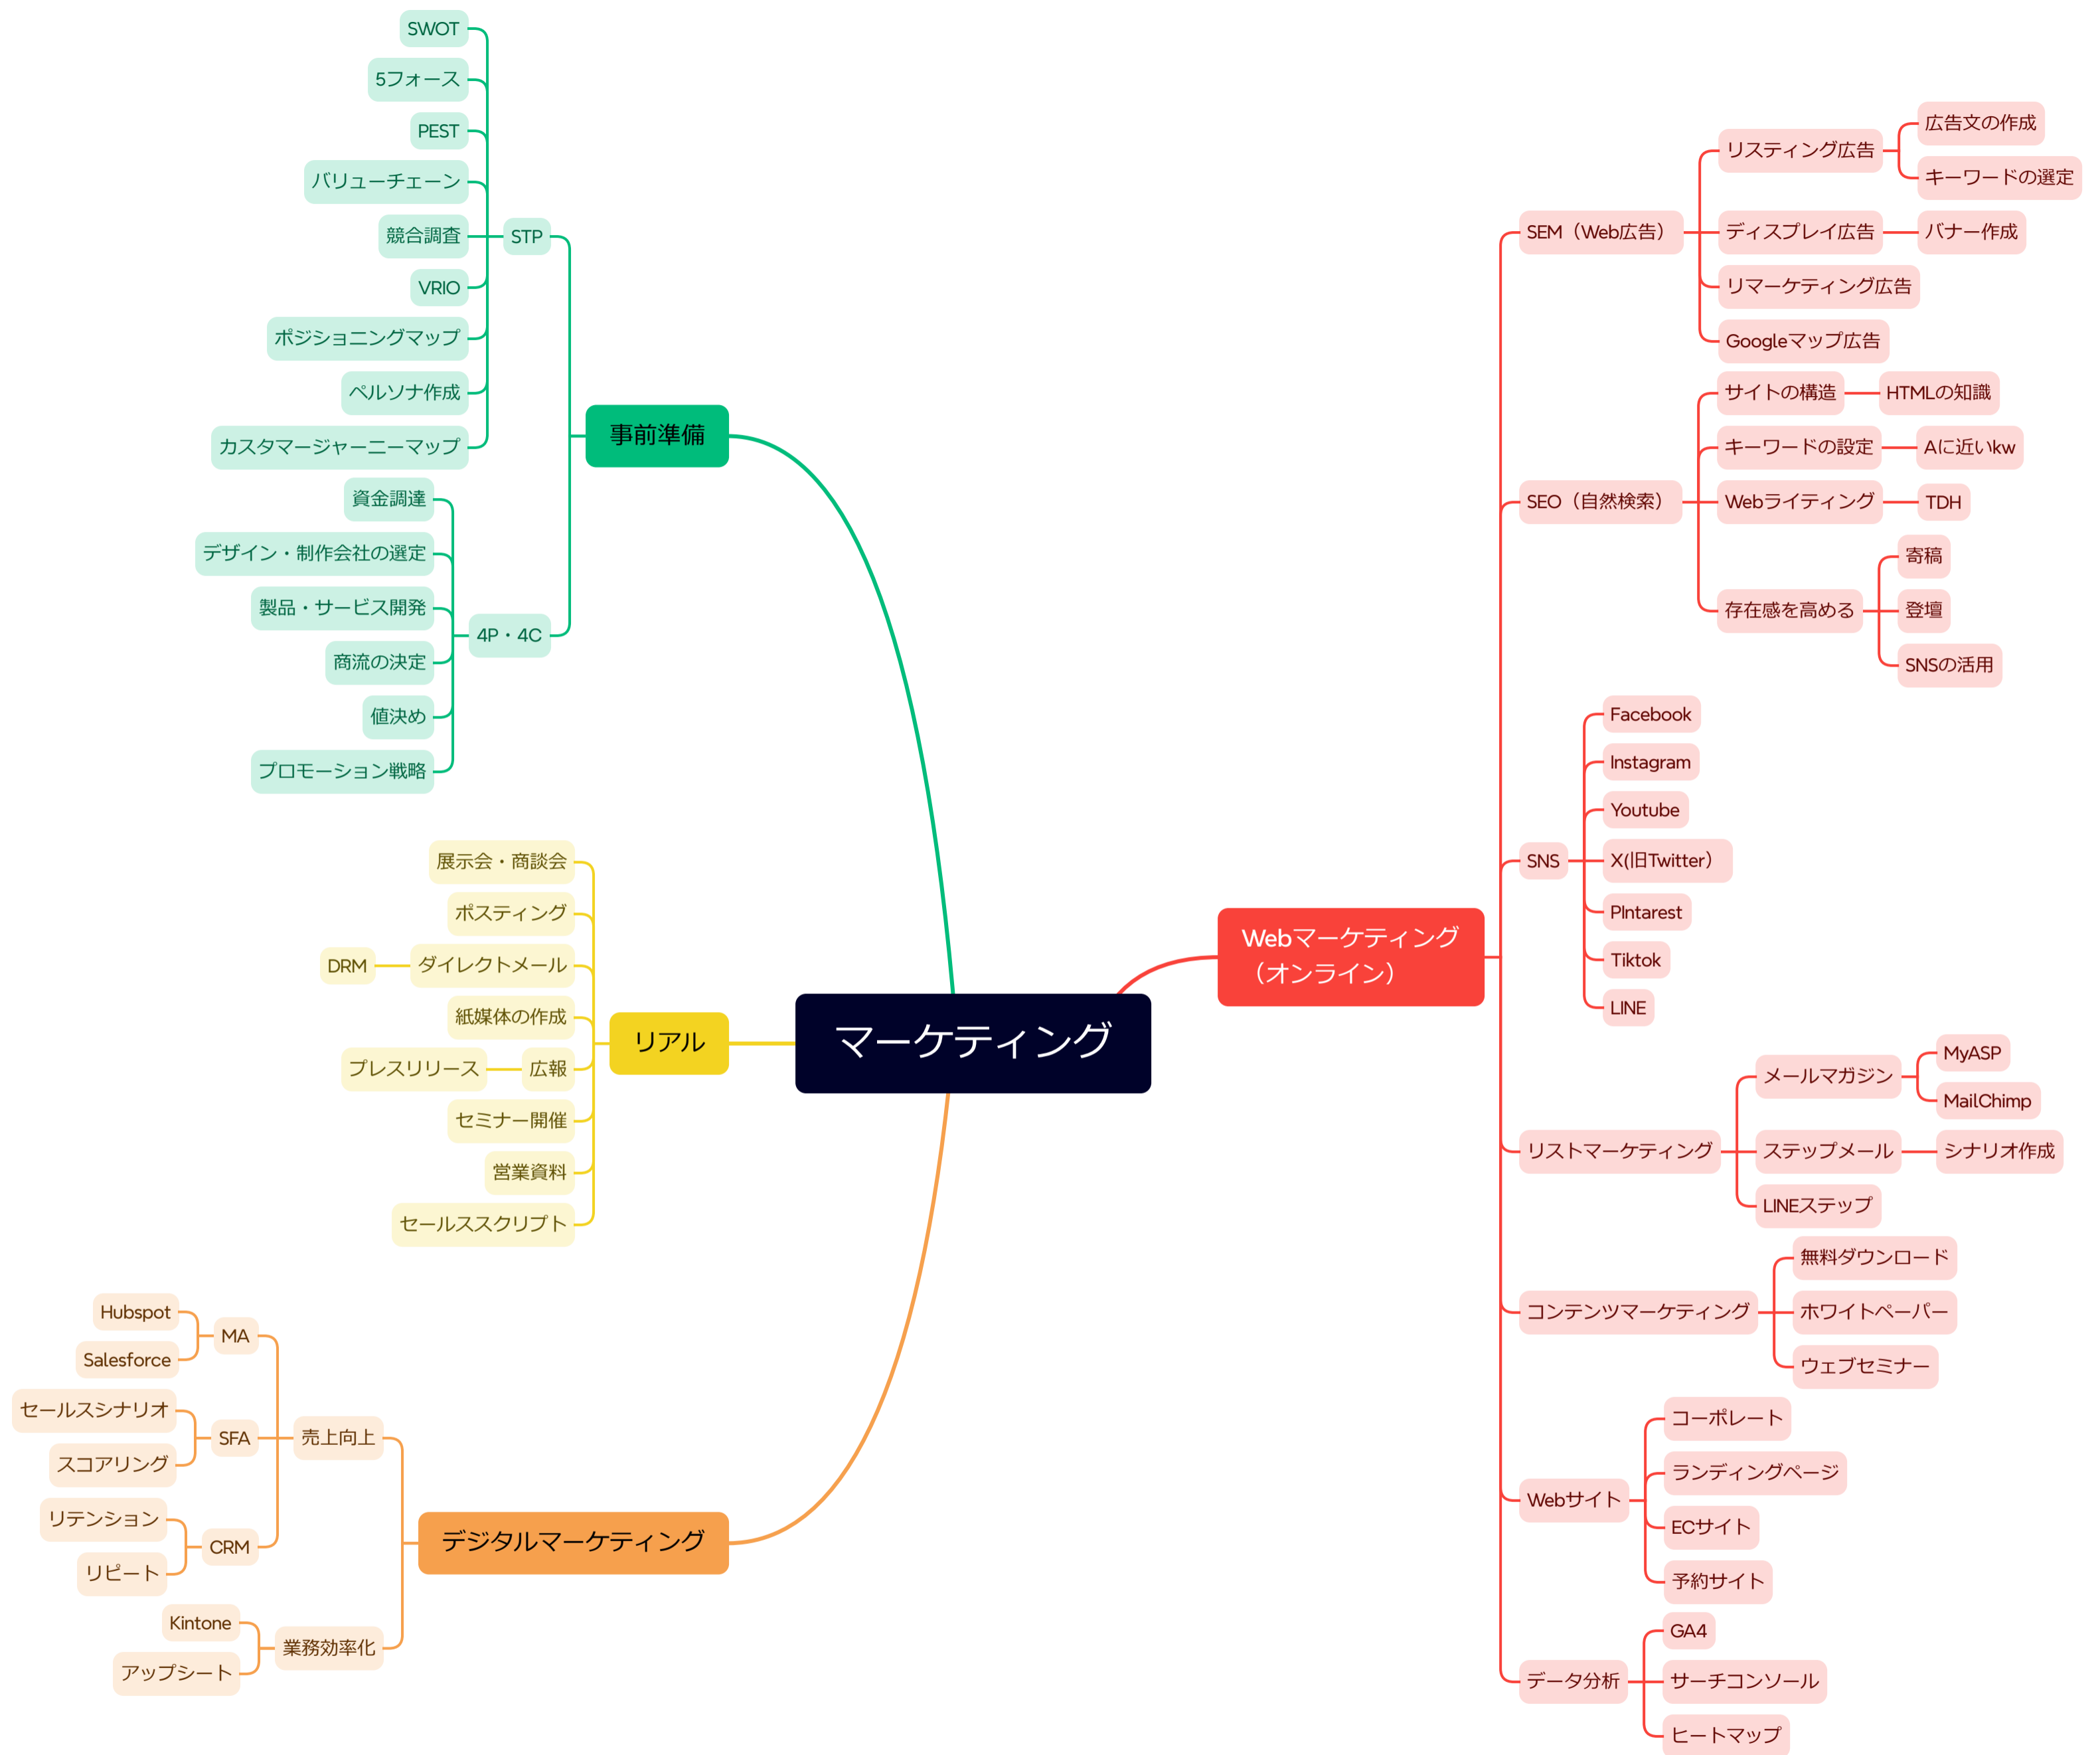 マーケティング
事前準備
STP
SWOT
5フォース
PEST
バリューチェーン
競合調査
VRIO
ポジショニングマップ
ペルソナ作成
カスタマージャーニーマップ
4P・4C
資金調達
デザイン・制作会社の選定
製品・サービス開発
商流の決定
値決め
プロモーション戦略
リアル
展示会・商談会
ポスティング
ダイレクトメール
DRM
紙媒体の作成
広報
プレスリリース
セミナー開催
営業資料
セールススクリプト
デジタルマーケティング
売上向上
MA
Hubspot
Salesforce
SFA
セールスシナリオ
スコアリング
CRM
リテンション
リピート
業務効率化
Kintone
アップシート
Webマーケティング
（オンライン）
SEM（Web広告）
リスティング広告
広告文の作成
キーワードの選定
ディスプレイ広告
バナー作成
リマーケティング広告
Googleマップ広告
SEO（自然検索）
サイトの構造
HTMLの知識
キーワードの設定
Aに近いkw
Webライティング
TDH
存在感を高める
寄稿
登壇
SNSの活用
SNS
Facebook
Instagram
Youtube
X(旧Twitter）
PIntarest
Tiktok
LINE
リストマーケティング
メールマガジン
MyASP
MailChimp
ステップメール
シナリオ作成
LINEステップ
コンテンツマーケティング
無料ダウンロード
ホワイトペーパー
ウェブセミナー
Webサイト
コーポレート
ランディングページ
ECサイト
予約サイト
データ分析
GA4
サーチコンソール
ヒートマップ